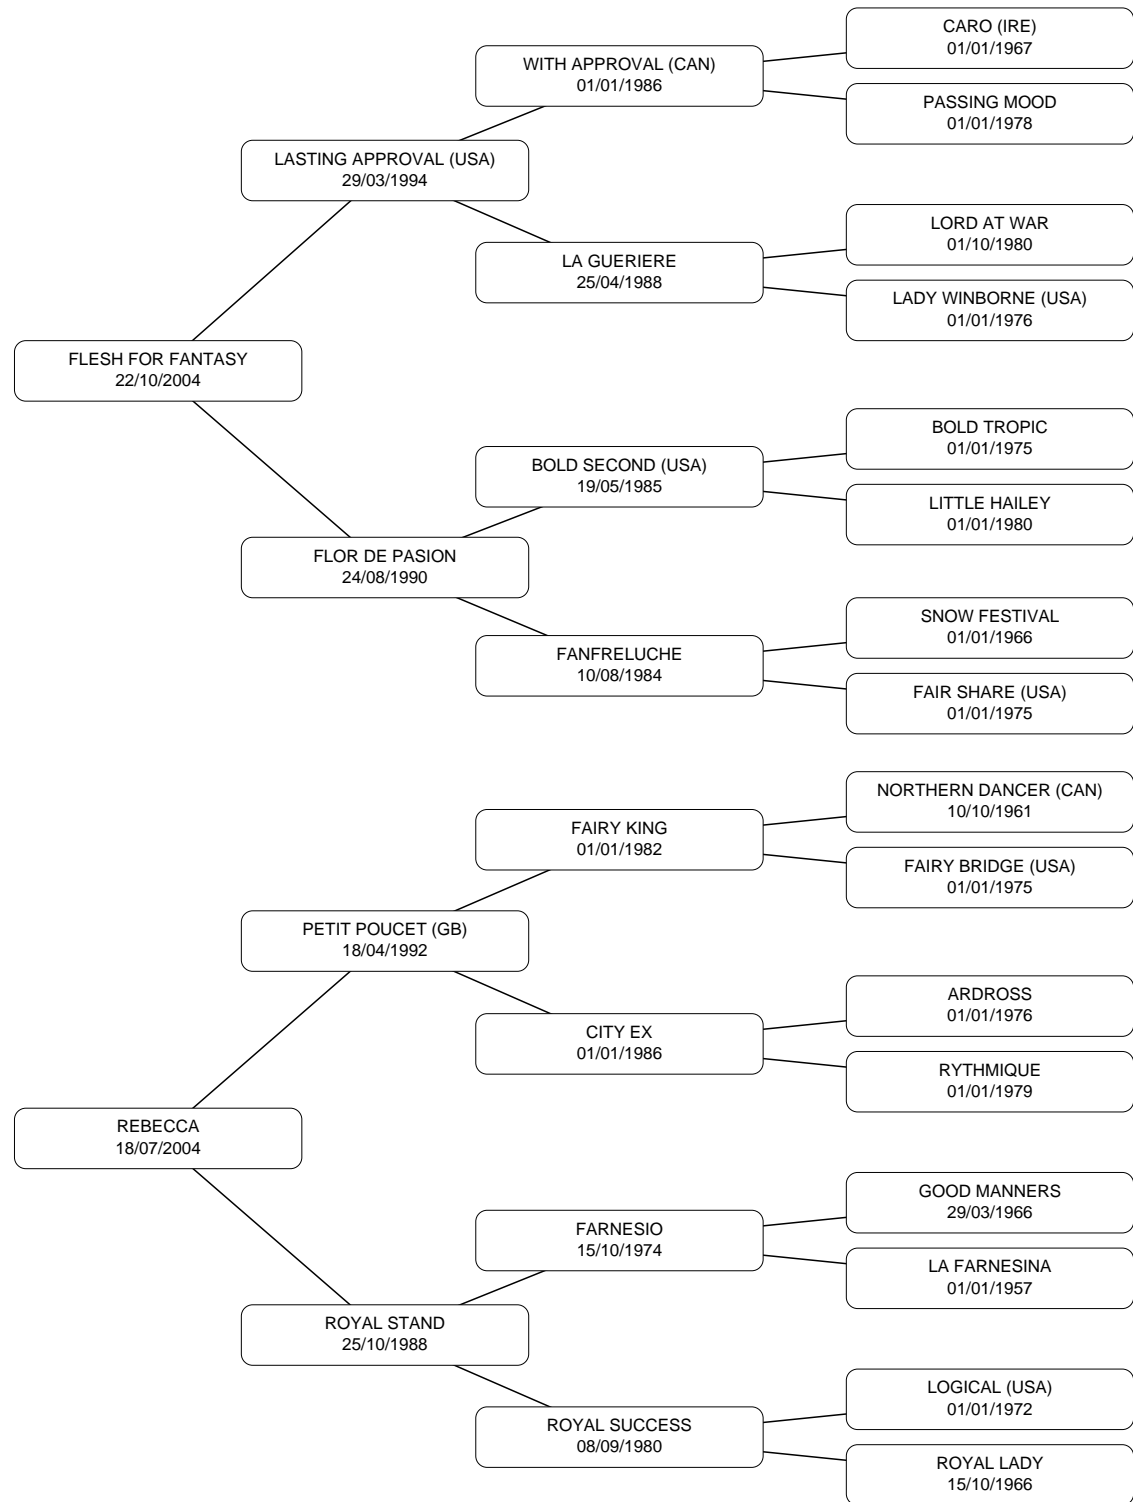 CARO (IRE)
01/01/1967
WITH APPROVAL (CAN)
01/01/1986
PASSING MOOD
01/01/1978
LASTING APPROVAL (USA)
29/03/1994
LORD AT WAR
01/10/1980
LA GUERIERE
25/04/1988
LADY WINBORNE (USA)
01/01/1976
FLESH FOR FANTASY
22/10/2004
BOLD TROPIC
01/01/1975
BOLD SECOND (USA)
19/05/1985
LITTLE HAILEY
01/01/1980
FLOR DE PASION
24/08/1990
SNOW FESTIVAL
01/01/1966
FANFRELUCHE
10/08/1984
FAIR SHARE (USA)
01/01/1975
NORTHERN DANCER (CAN)
10/10/1961
FAIRY KING
01/01/1982
FAIRY BRIDGE (USA)
01/01/1975
PETIT POUCET (GB)
18/04/1992
ARDROSS
01/01/1976
CITY EX
01/01/1986
RYTHMIQUE
01/01/1979
REBECCA
18/07/2004
GOOD MANNERS
29/03/1966
FARNESIO
15/10/1974
LA FARNESINA
01/01/1957
ROYAL STAND
25/10/1988
LOGICAL (USA)
01/01/1972
ROYAL SUCCESS
08/09/1980
ROYAL LADY
15/10/1966